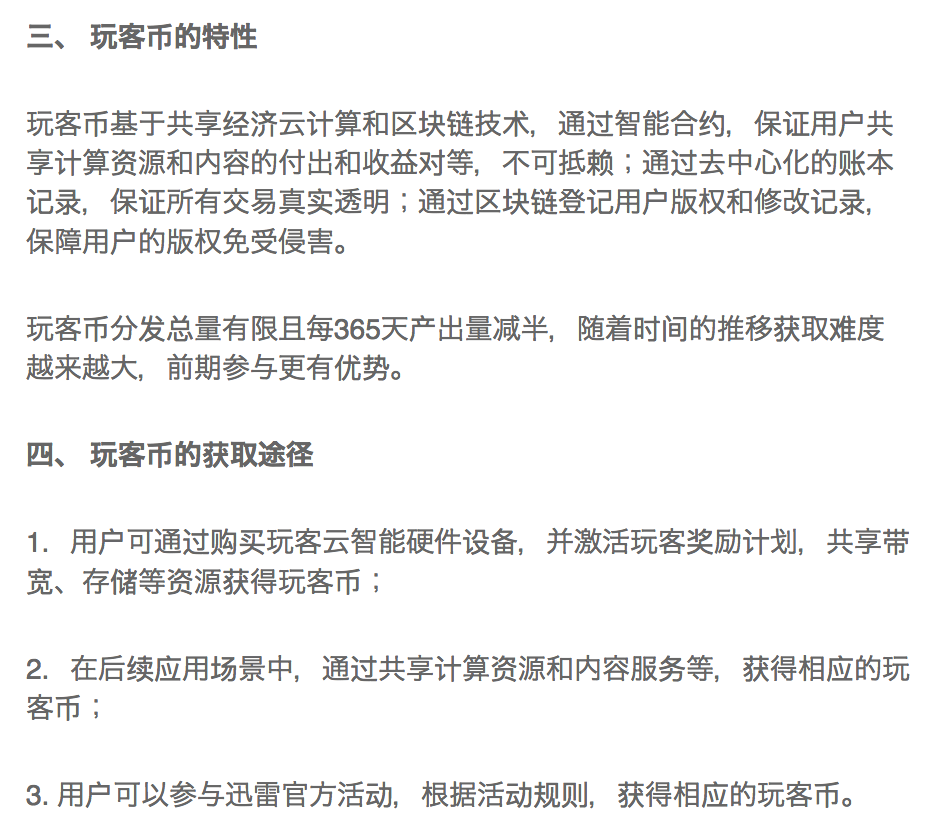 三、 玩客币的特性
玩客币基于共享经济云计算和区块链技术，通过智能合约，保证用户共
享计算资源和内容的付出和收益对等，不可抵赖；通过去中心化的账本
记录，保证所有交易真实透明；通过区块链登记用户版权和修改记录，
保障用户的版权免受侵害。
玩客币分发总量有限且每365天产出量减半，随着时间的推移获取难度
越来越大，前期参与更有优势。
四、 玩客币的获取途径
1. 用户可通过购买玩客云智能硬件设备，并激活玩客奖励计划，共享带
宽、存储等资源获得玩客币；
2. 在后续应用场景中，通过共享计算资源和内容服务等，获得相应的玩
客币；
3. 用户可以参与迅雷官方活动，根据活动规则，获得相应的玩客币。